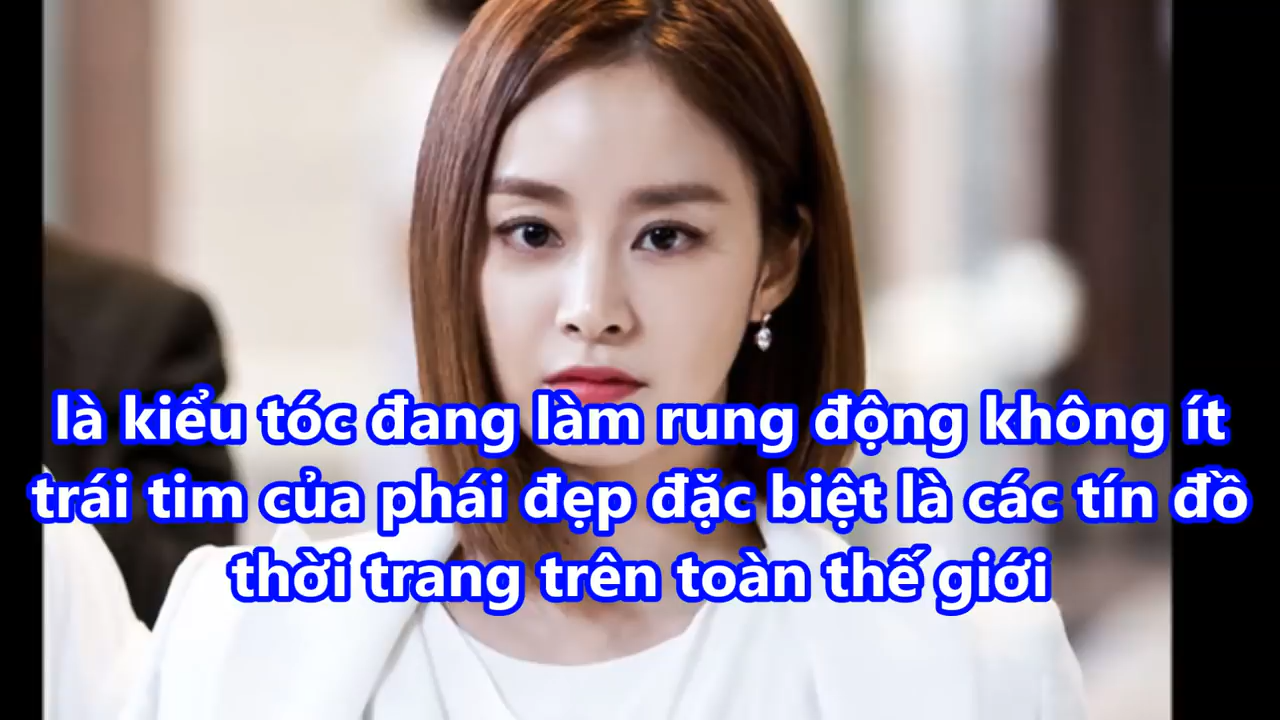 là kiểu tóc đang làm rung động không ít
trái tim của phái đẹp đặc biệt là các tín đồ
thời trang trên toàn thế giới